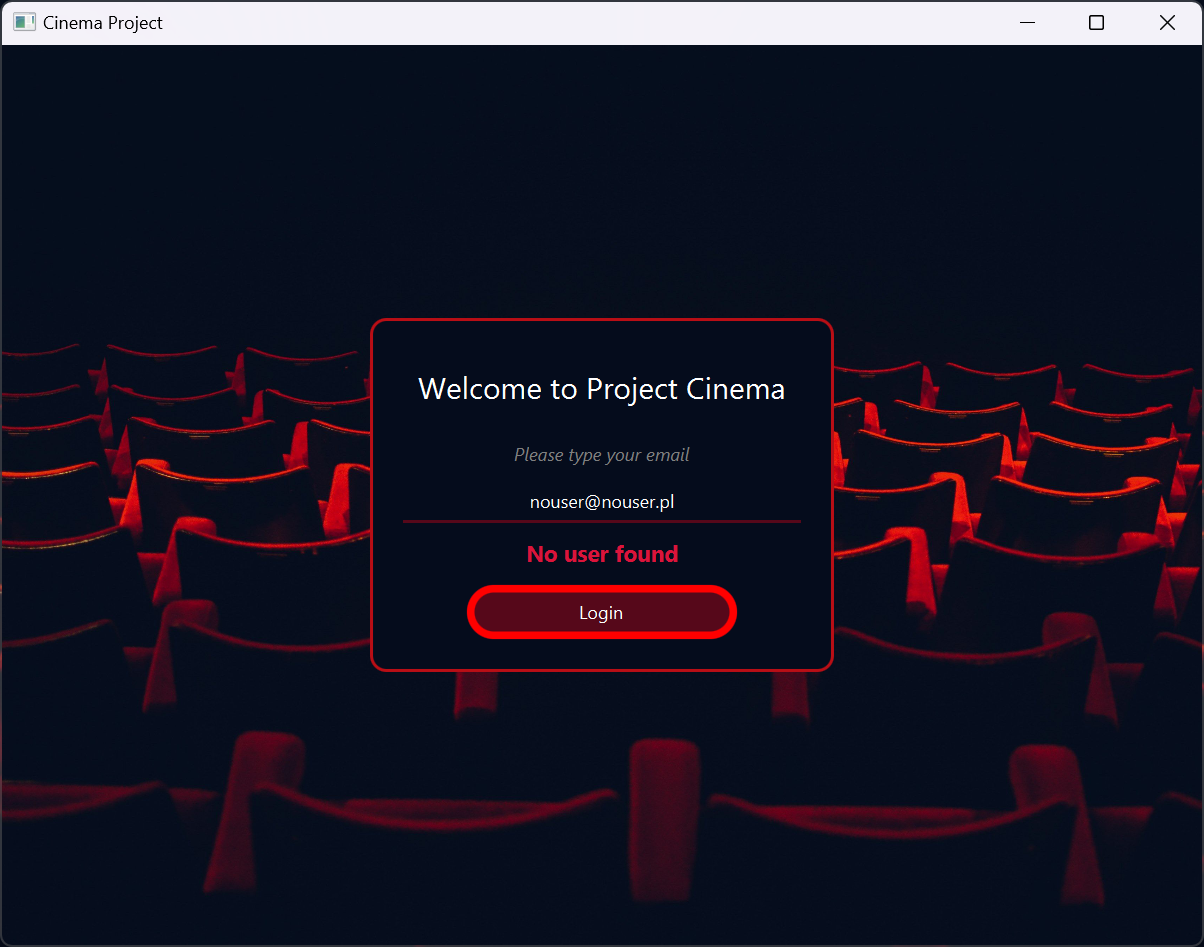 Cinema Project
Welcome to Project Cinema
Please type your email
nouser@nouser.pl
No user found
Login